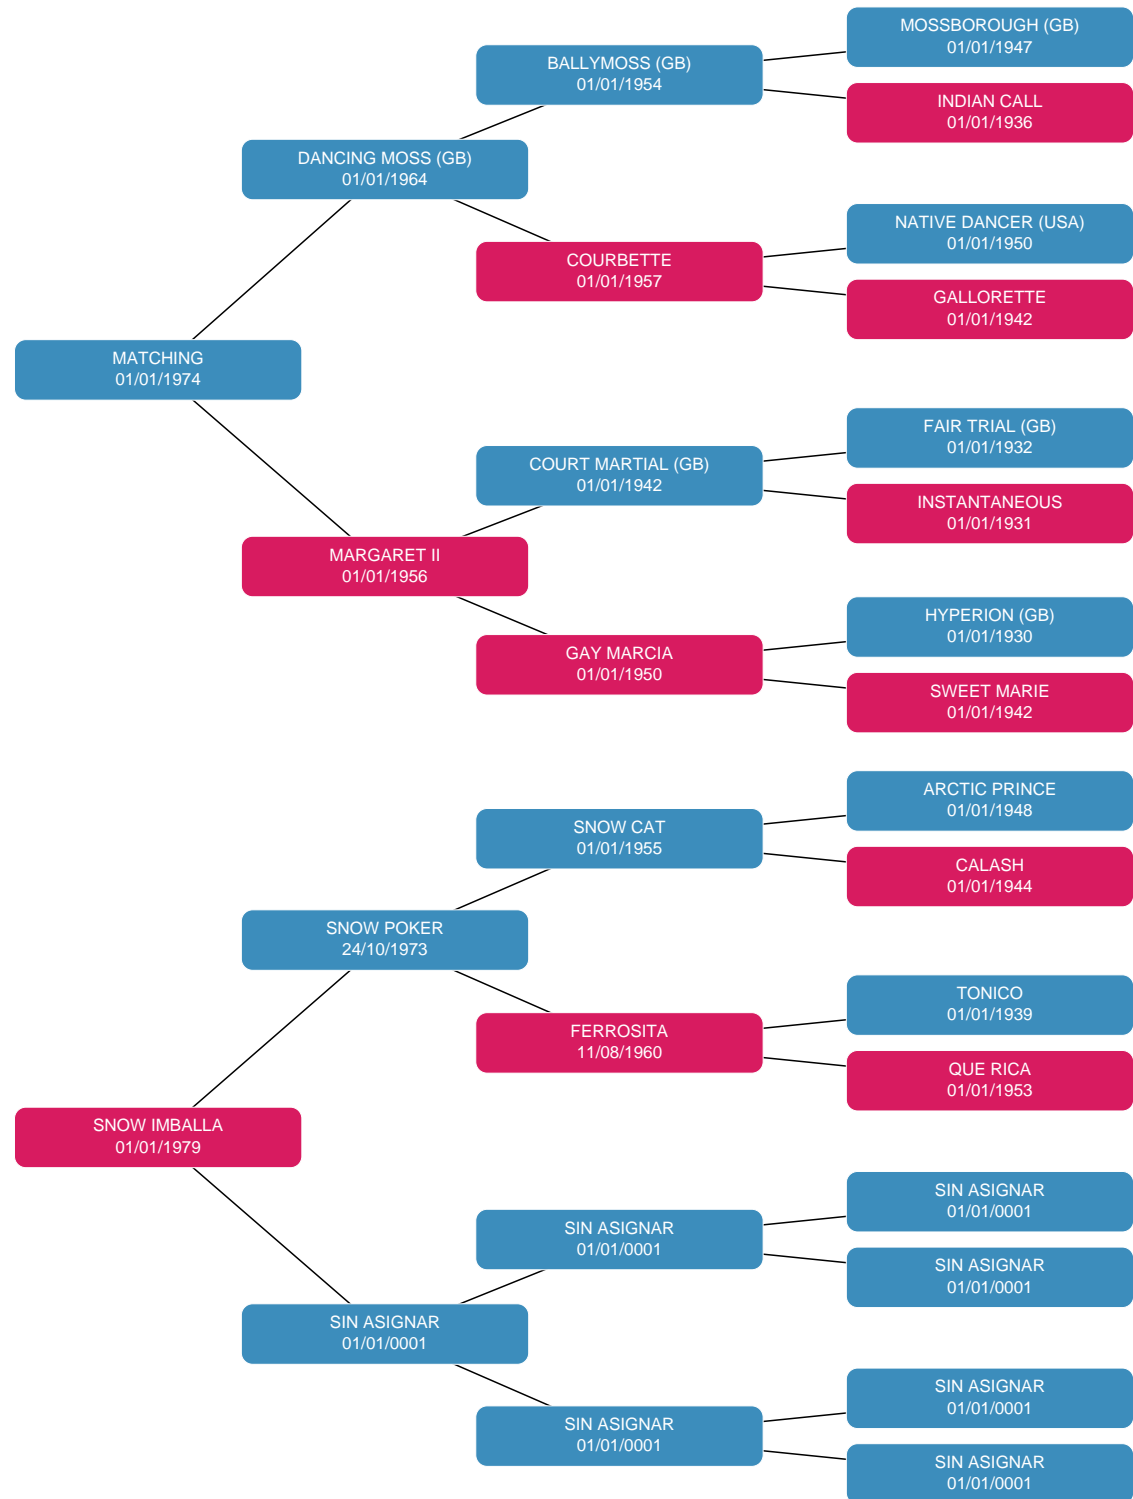 MOSSBOROUGH (GB)
01/01/1947
BALLYMOSS (GB)
01/01/1954
INDIAN CALL
01/01/1936
DANCING MOSS (GB)
01/01/1964
NATIVE DANCER (USA)
01/01/1950
COURBETTE
01/01/1957
GALLORETTE
01/01/1942
MATCHING
01/01/1974
FAIR TRIAL (GB)
01/01/1932
COURT MARTIAL (GB)
01/01/1942
INSTANTANEOUS
01/01/1931
MARGARET II
01/01/1956
HYPERION (GB)
01/01/1930
GAY MARCIA
01/01/1950
SWEET MARIE
01/01/1942
ARCTIC PRINCE
01/01/1948
SNOW CAT
01/01/1955
CALASH
01/01/1944
SNOW POKER
24/10/1973
TONICO
01/01/1939
FERROSITA
11/08/1960
QUE RICA
01/01/1953
SNOW IMBALLA
01/01/1979
SIN ASIGNAR
01/01/0001
SIN ASIGNAR
01/01/0001
SIN ASIGNAR
01/01/0001
SIN ASIGNAR
01/01/0001
SIN ASIGNAR
01/01/0001
SIN ASIGNAR
01/01/0001
SIN ASIGNAR
01/01/0001